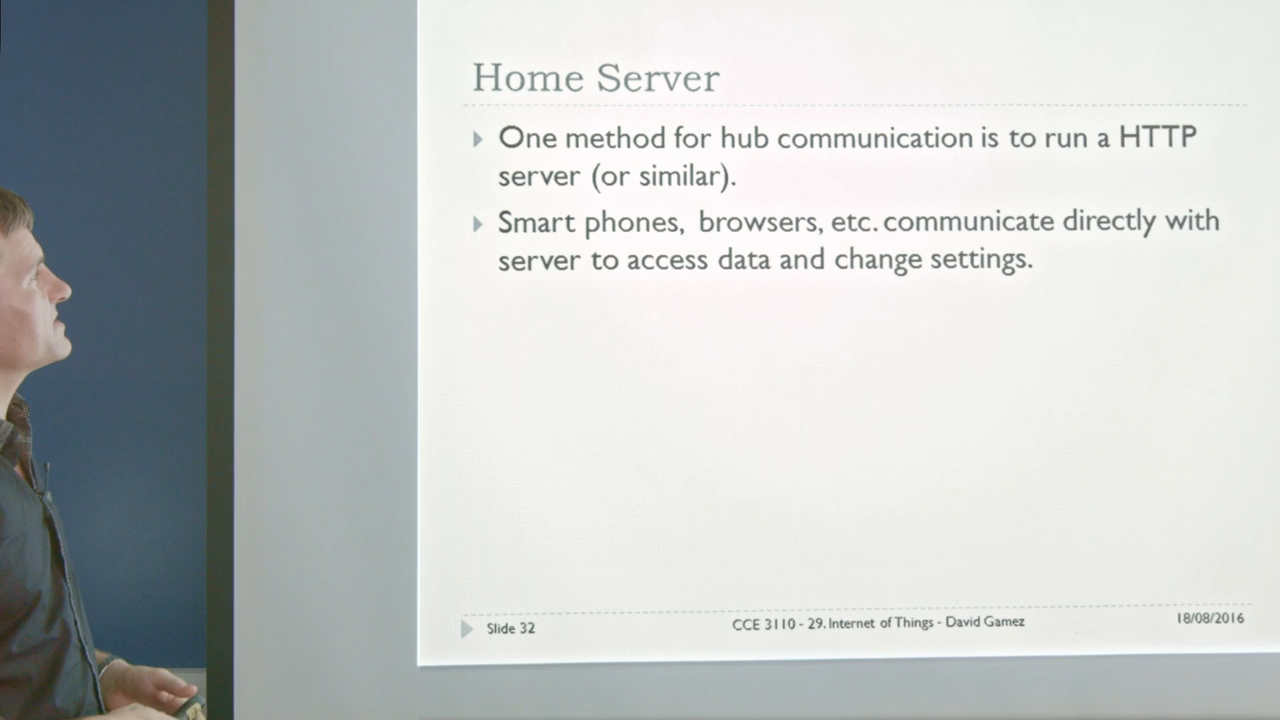 Home Server
One method for hub communication is to run a HTTP
server (or similar).
Smart phones, browsers, etc. communicate directly with
server to access data and change settings.
Slide 32
CCE 3110 - 29. Internet of Things - David Gamez
18/08/2016